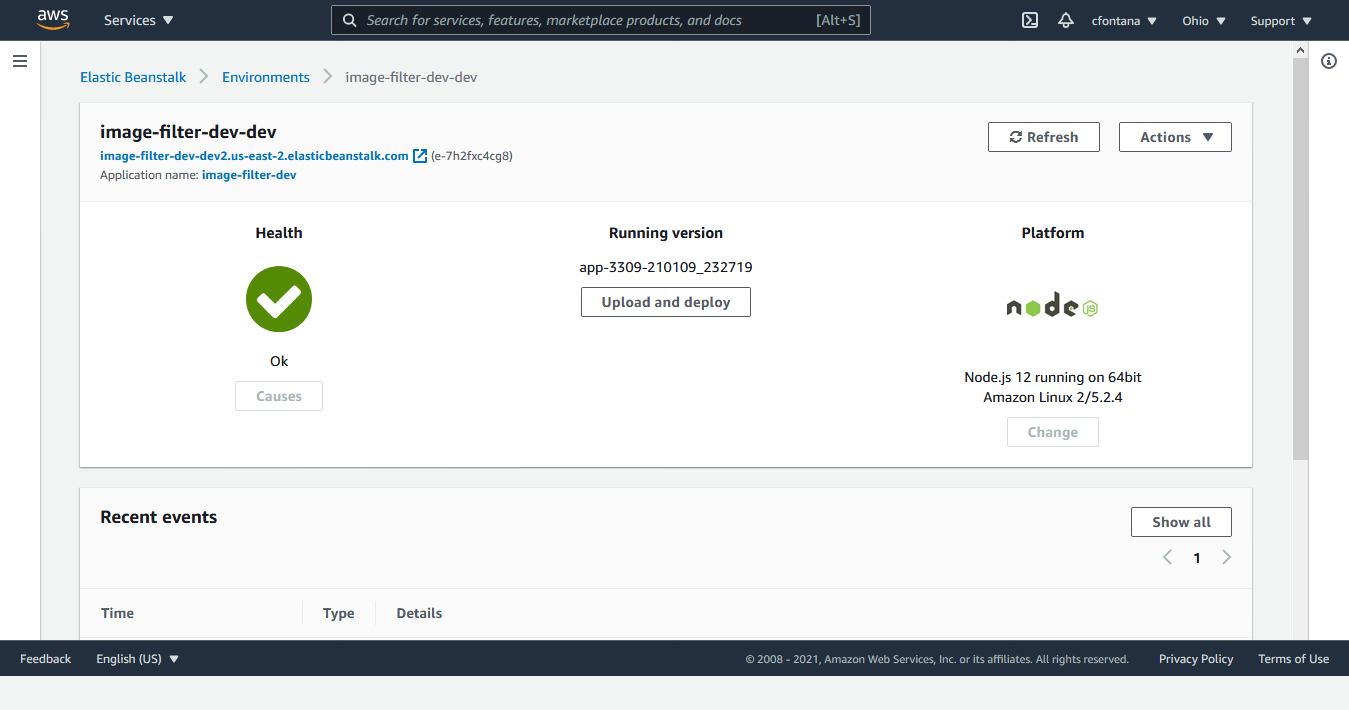 aws Services Search for services, features, marketplace products, and docs [Alt+S] cfontana Ohio Support
Elastic Beanstalk Environments image-filter-dev-dev
image-filter-dev-dev
Refresh Actions
image-filter-dev-dev2.us-east-2.elasticbeanstalk.com (e-7h2fxc4cg8)
Application name: image-filter-dev
Health
Ok
Causes
Running version
app-3309-210109_232719
Upload and deploy
Platform
node JS
Node.js 12 running on 64bit
Amazon Linux 2/5.2.4
Change
Recent events
Show all
1
Time Type Details
Feedback English (US) © 2008 - 2021, Amazon Web Services, Inc. or its affiliates. All rights reserved. Privacy Policy Terms of Use